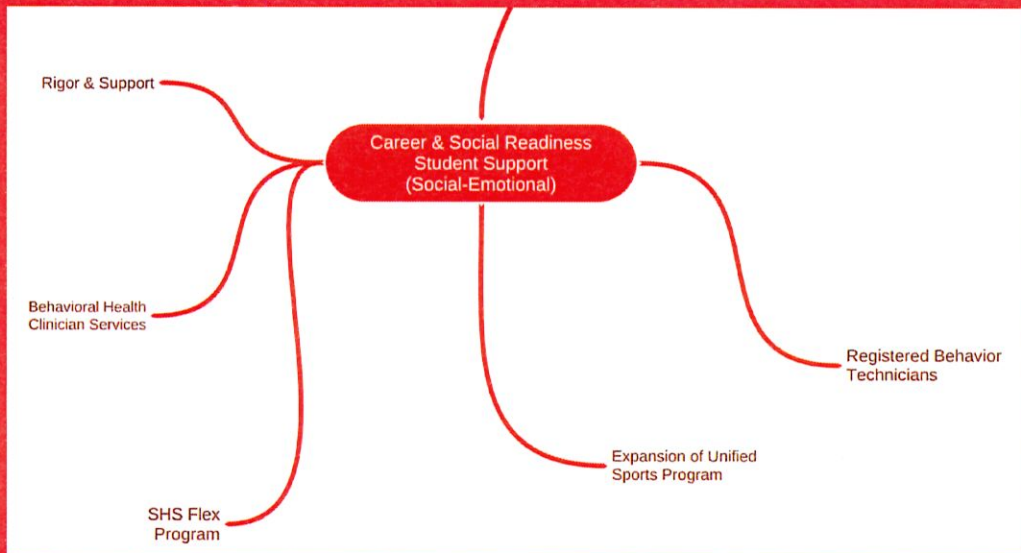 Rigor & Support
Career & Social Readiness
Student Support
(Social-Emotional)
Behavioral Health
Clinician Services
Registered Behavior
Technicians
Expansion of Unified
Sports Program
SHS Flex
Program